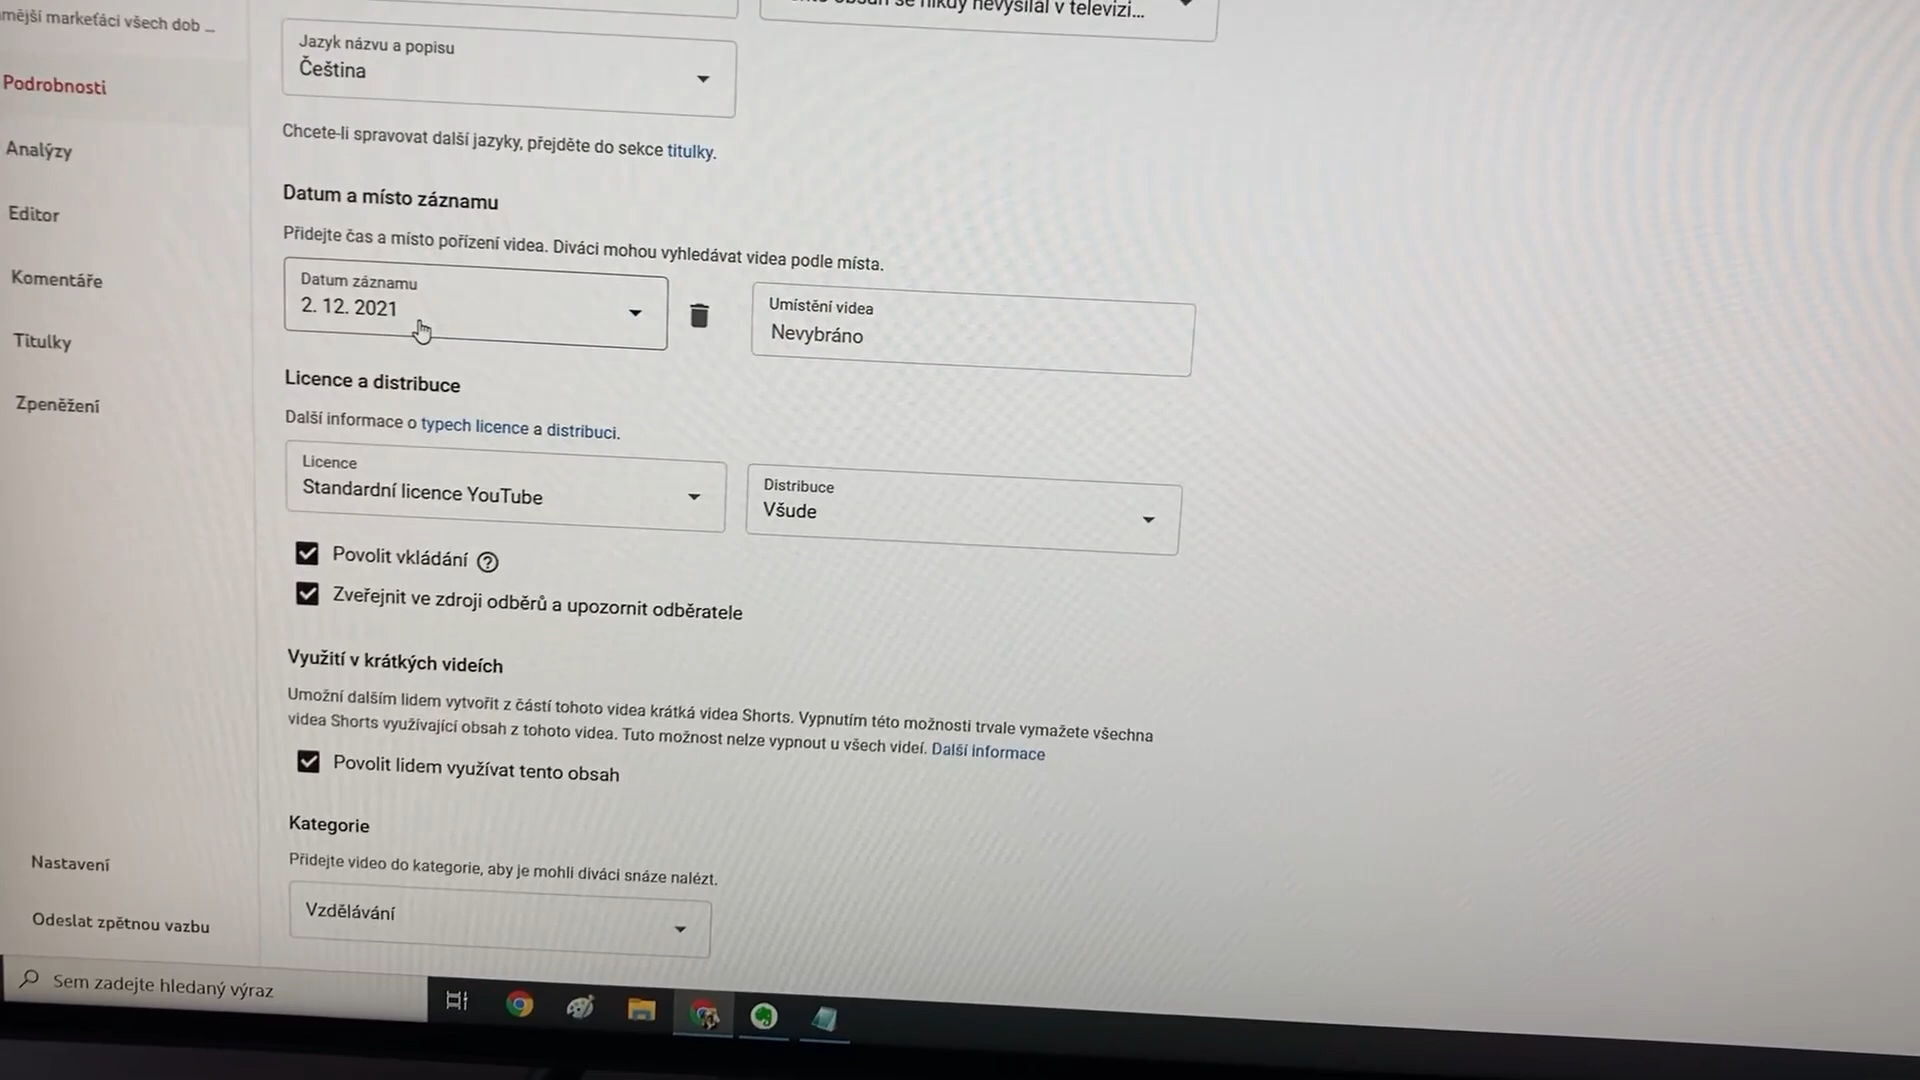 mější markeťáci všech dob ...
se nikdy nevysílal v televizi...
Jazyk názvu a popisu
Čeština
Podrobnosti
Chcete-li spravovat další jazyky, přejděte do sekce titulky.
Analýzy
Datum a místo záznamu
Editor
Přidejte čas a místo pořízení videa. Diváci mohou vyhledávat videa podle místa.
Komentáře
Datum záznamu
2. 12. 2021
Umístění videa
Nevybráno
Titulky
Licence a distribuce
Zpeněžení
Další informace o typech licence a distribuci.
Licence
Standardní licence YouTube
Distribuce
Všude
Povolit vkládání
Zveřejnit ve zdroji odběrů a upozornit odběratele
Využití v krátkých videích
Umožní dalším lidem vytvořit z částí tohoto videa krátká videa Shorts. Vypnutím této možnosti trvale vymažete všechna
videa Shorts využívající obsah z tohoto videa. Tuto možnost nelze vypnout u všech videí. Další informace
Povolit lidem využívat tento obsah
Kategorie
Přidejte video do kategorie, aby je mohli diváci snáze nalézt.
Nastavení
Vzdělávání
Odeslat zpětnou vazbu
Sem zadejte hledaný výraz